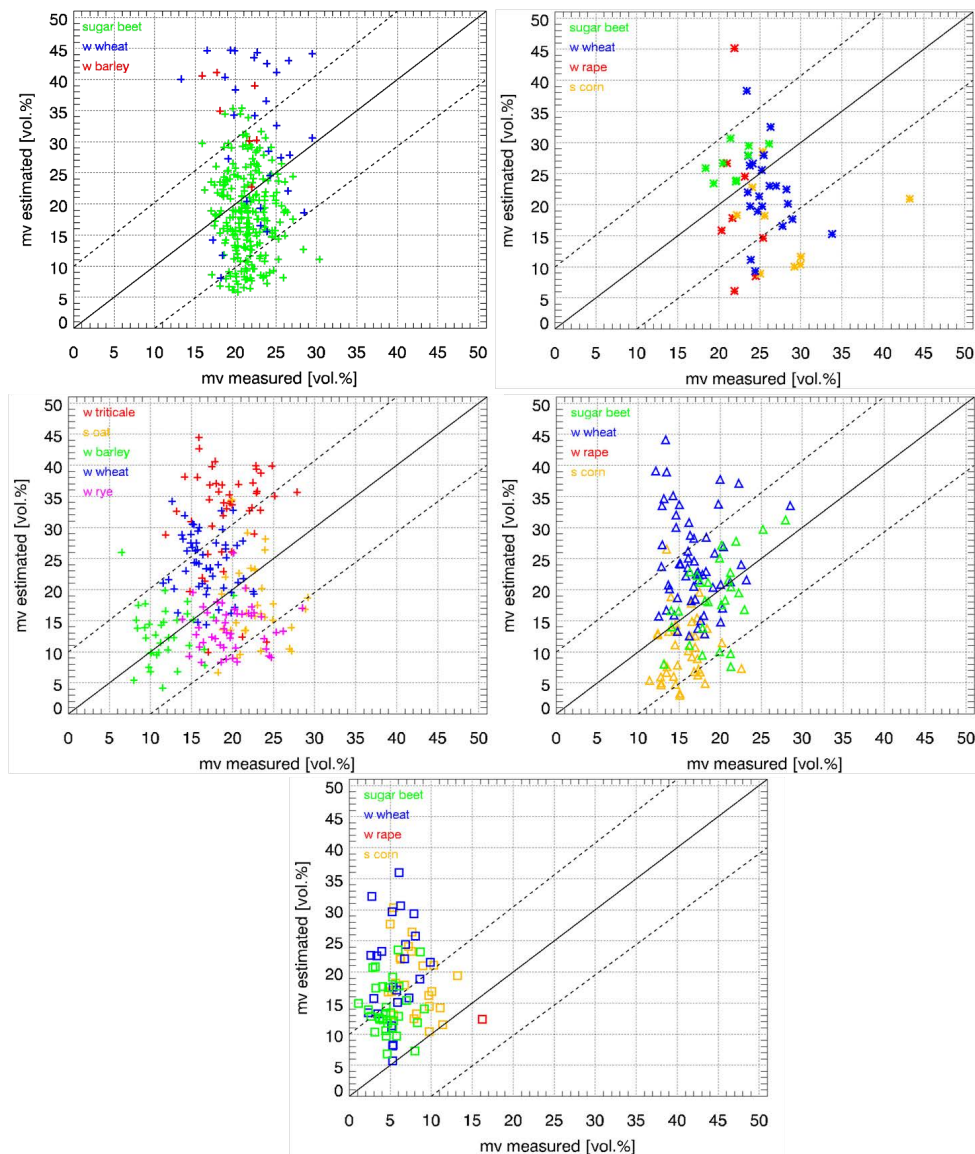 sugar beet
w wheat
w barley
mv estimated [vol.%]
50
45
40
35
30
25
20
15
10
5
0
0 5 10 15 20 25 30 35 40 45 50
mv measured [vol.%]
sugar beet
w wheat
w rape
s corn
mv estimated [vol.%]
50
45
40
35
30
25
20
15
10
5
0
0 5 10 15 20 25 30 35 40 45 50
mv measured [vol.%]
w triticale
s oat
w barley
w wheat
w rye
mv estimated [vol.%]
50
45
40
35
30
25
20
15
10
5
0
0 5 10 15 20 25 30 35 40 45 50
mv measured [vol.%]
sugar beet
w wheat
w rape
s corn
mv estimated [vol.%]
50
45
40
35
30
25
20
15
10
5
0
0 5 10 15 20 25 30 35 40 45 50
mv measured [vol.%]
sugar beet
w wheat
w rape
s corn
mv estimated [vol.%]
50
45
40
35
30
25
20
15
10
5
0
0 5 10 15 20 25 30 35 40 45 50
mv measured [vol.%]